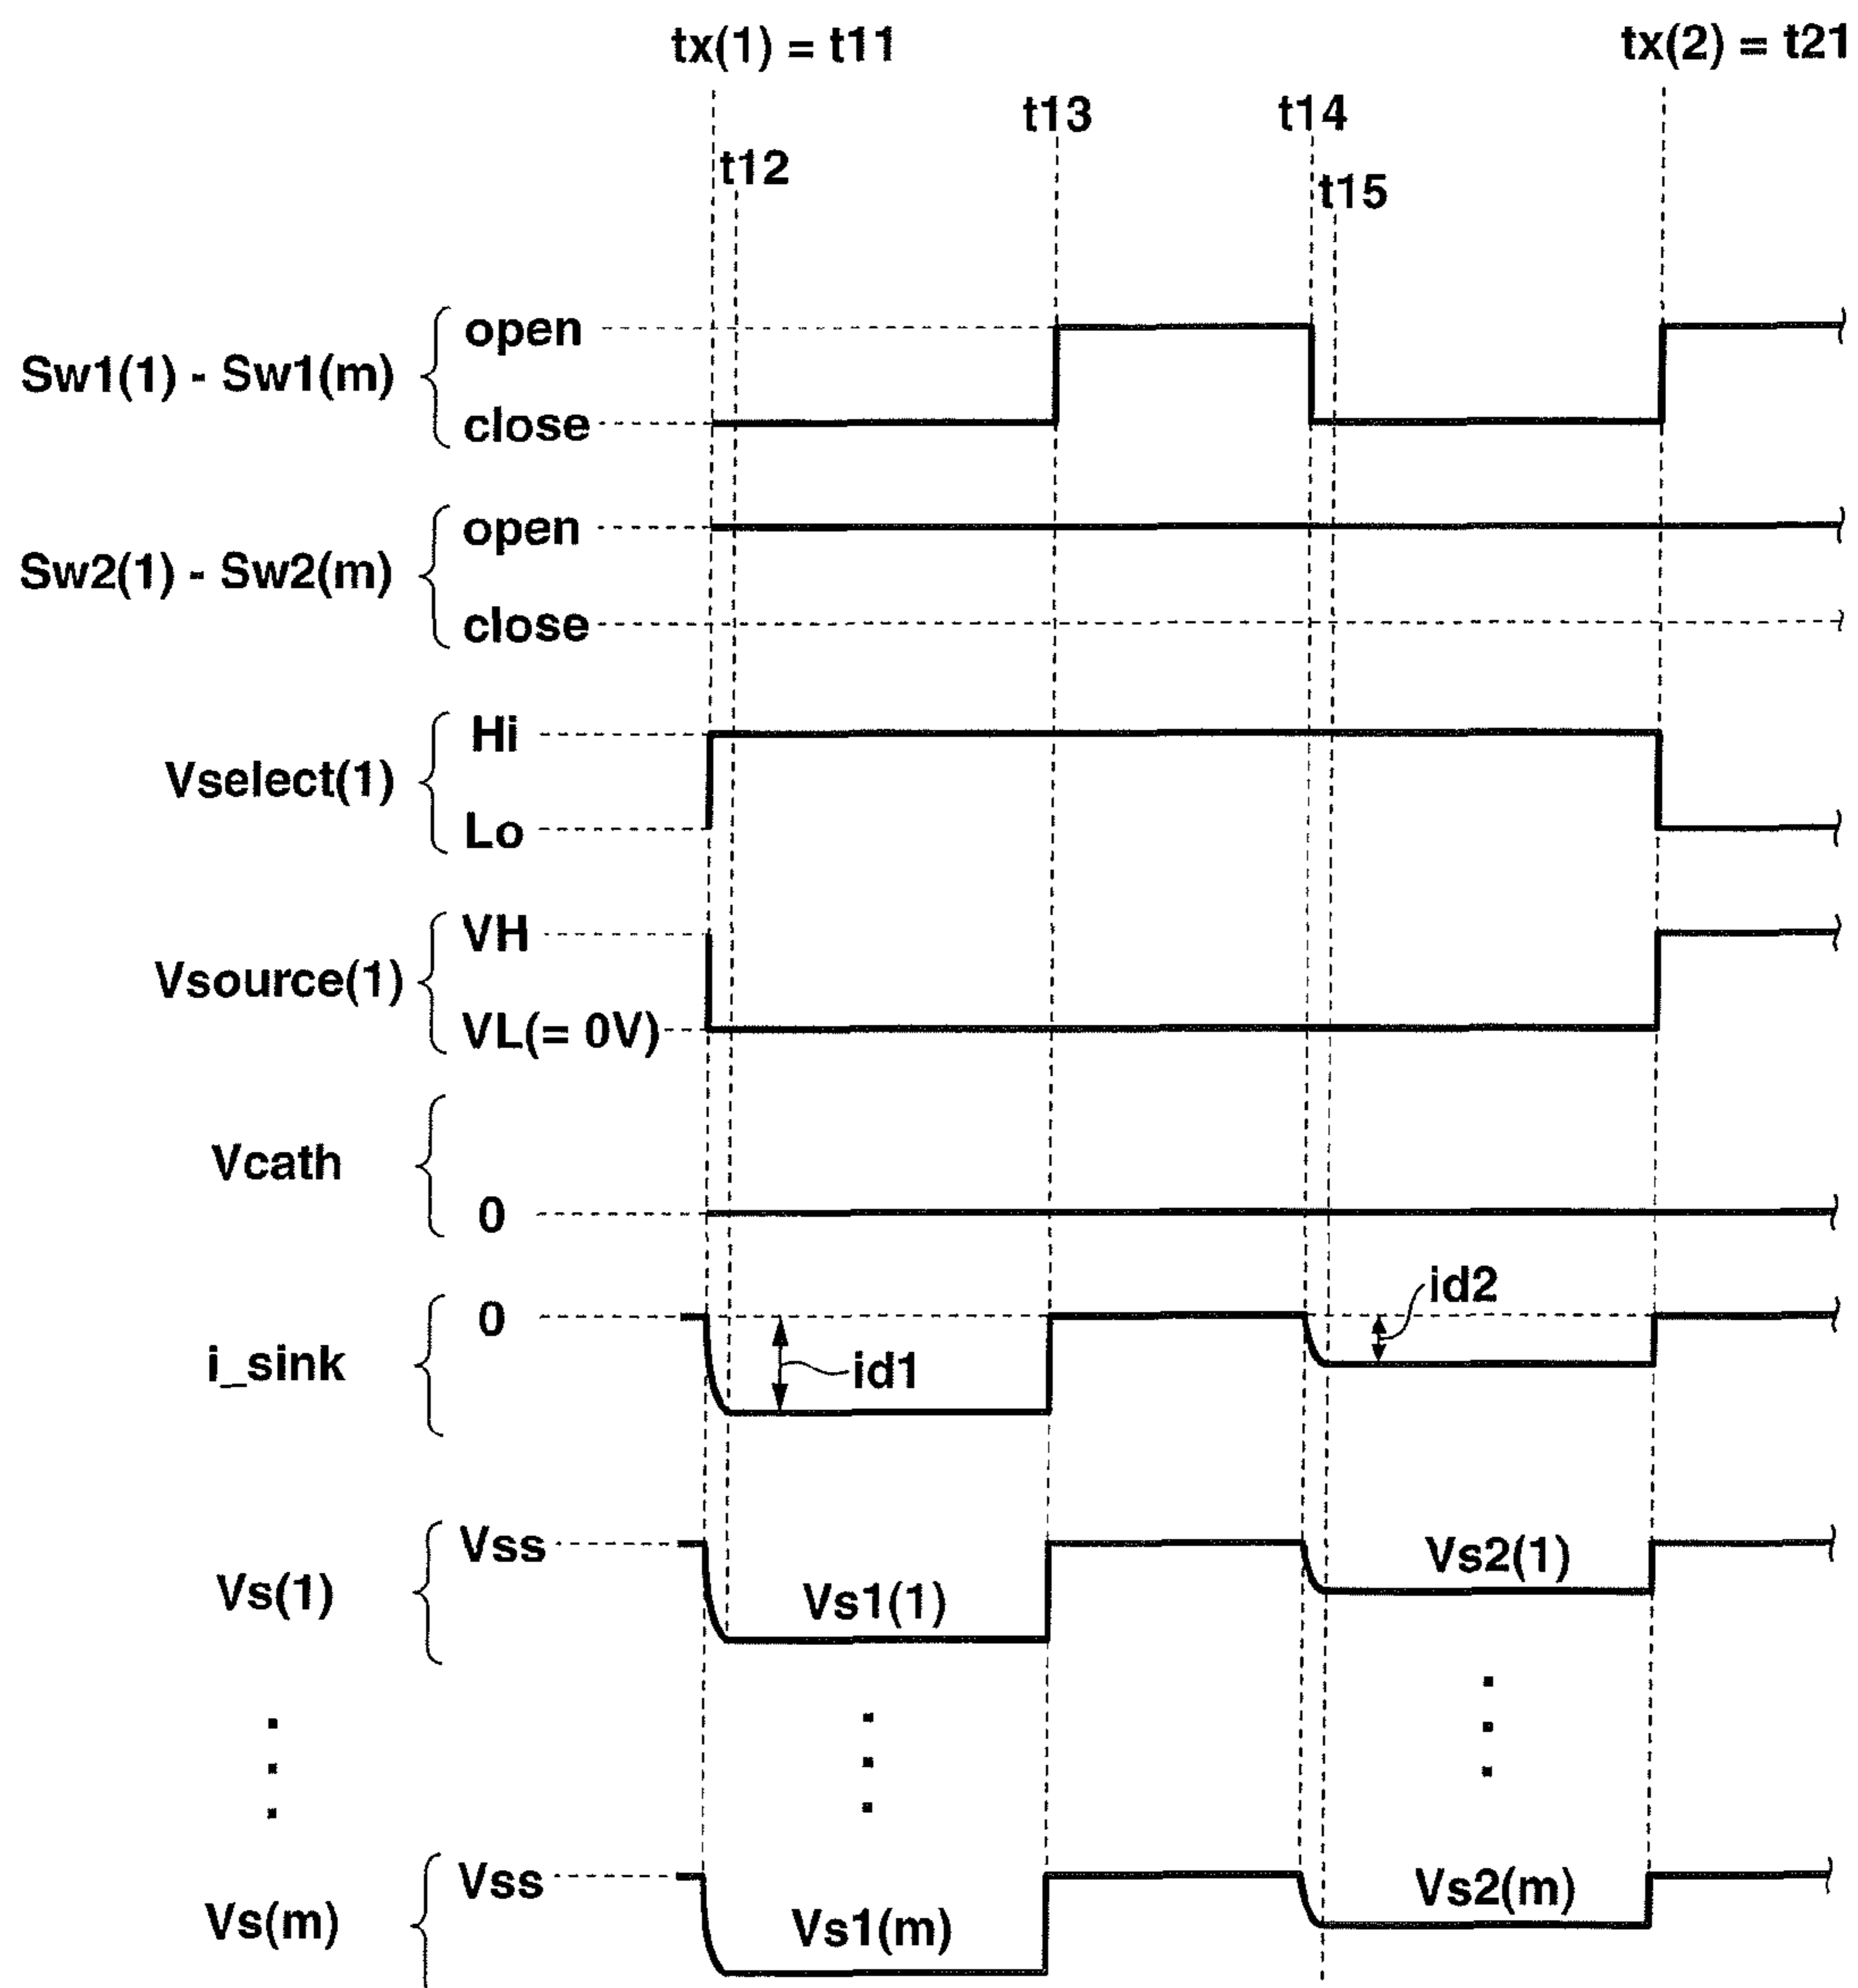 tx(1) = t11
tx(2) = t21
t13
t14
t12
t15
open
Sw1(1) - Sw1(m)
close
open
Sw2(1) - Sw2(m)
close
Hi
Vselect(1)
Lo
VH
Vsource(1)
VL(= 0V)
Vcath
0
id2
0
i_sink
id1
Vss
Vs2(1)
Vs(1)
Vs1(1)
Vss
Vs2(m)
Vs(m)
Vs1(m)